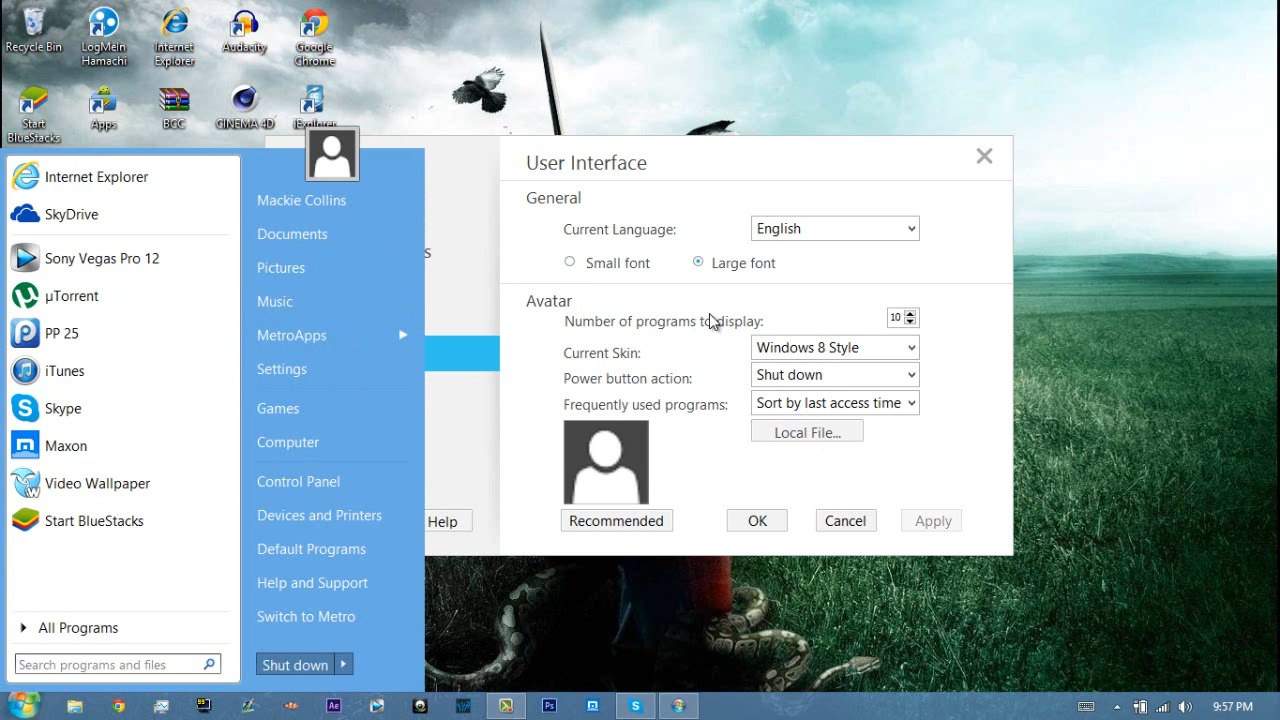 Recycle Bin
LogMeIn Hamachi
Internet Explorer
Audacity
Google Chrome
Start BlueStacks
Apps
BCC
CINEMA 4D
iExplorer
Internet Explorer
SkyDrive
Sony Vegas Pro 12
µTorrent
PP 25
iTunes
Skype
Maxon
Video Wallpaper
Start BlueStacks
All Programs
Search programs and files
Mackie Collins
Documents
Pictures
Music
MetroApps
Settings
Games
Computer
Control Panel
Devices and Printers
Default Programs
Help and Support
Switch to Metro
Shut down
s
Help
User Interface
General
Current Language: English
Small font Large font
Avatar
Number of programs to display: 10
Current Skin: Windows 8 Style
Power button action: Shut down
Frequently used programs: Sort by last access time
Local File...
Recommended OK Cancel Apply
Ae
Ps
9:57 PM